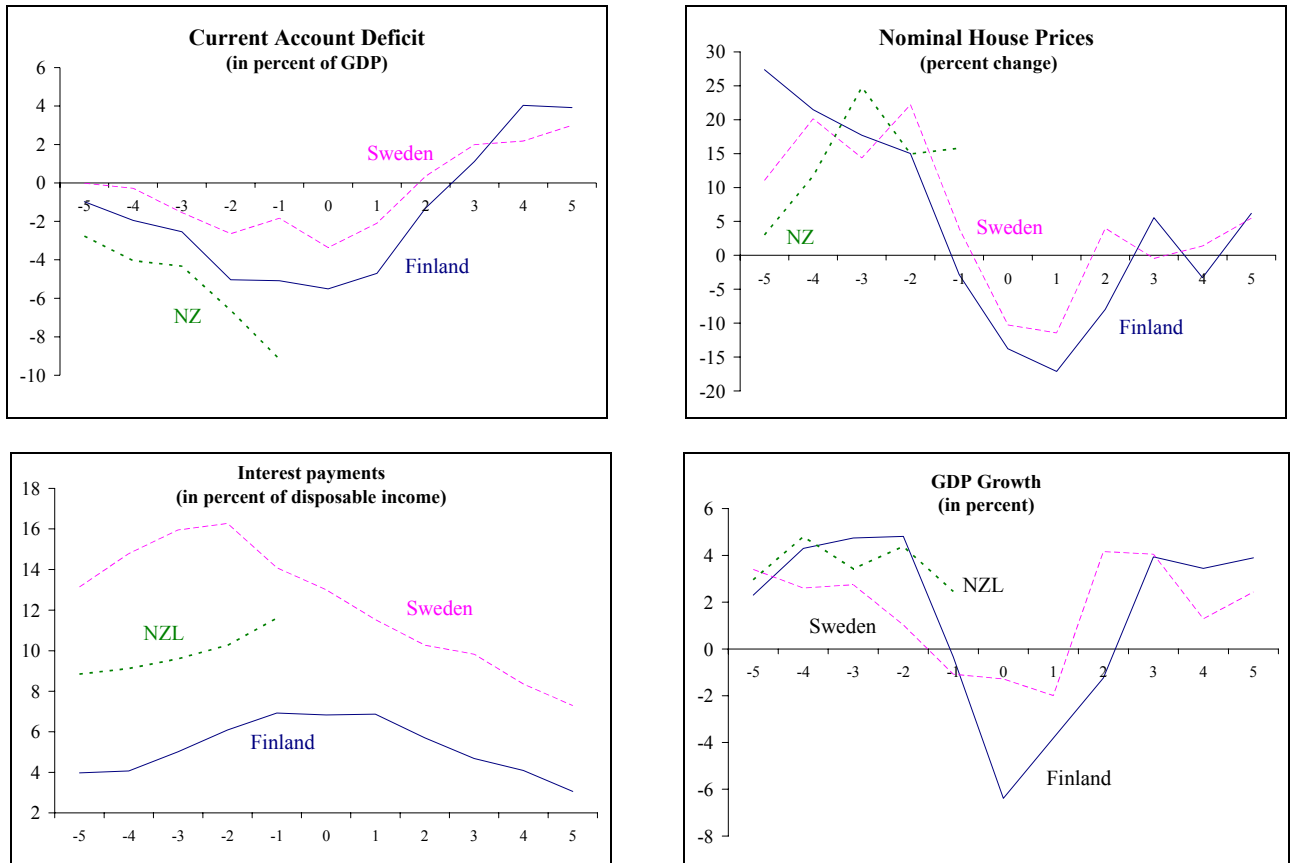 Current Account Deficit
(in percent of GDP)
6
4
2
0
-2
-4
-6
-8
-10
-5 -4 -3 -2 -1 0 1 2 3 4 5
Sweden
Finland
NZ
Nominal House Prices
(percent change)
30
25
20
15
10
5
0
-5
-10
-15
-20
-5 -4 -3 -2 -1 0 1 2 3 4 5
NZ
Sweden
Finland
Interest payments
(in percent of disposable income)
18
16
14
12
10
8
6
4
2
-5 -4 -3 -2 -1 0 1 2 3 4 5
NZL
Sweden
Finland
GDP Growth
(in percent)
6
4
2
0
-2
-4
-6
-8
-5 -4 -3 -2 -1 0 1 2 3 4 5
NZL
Sweden
Finland